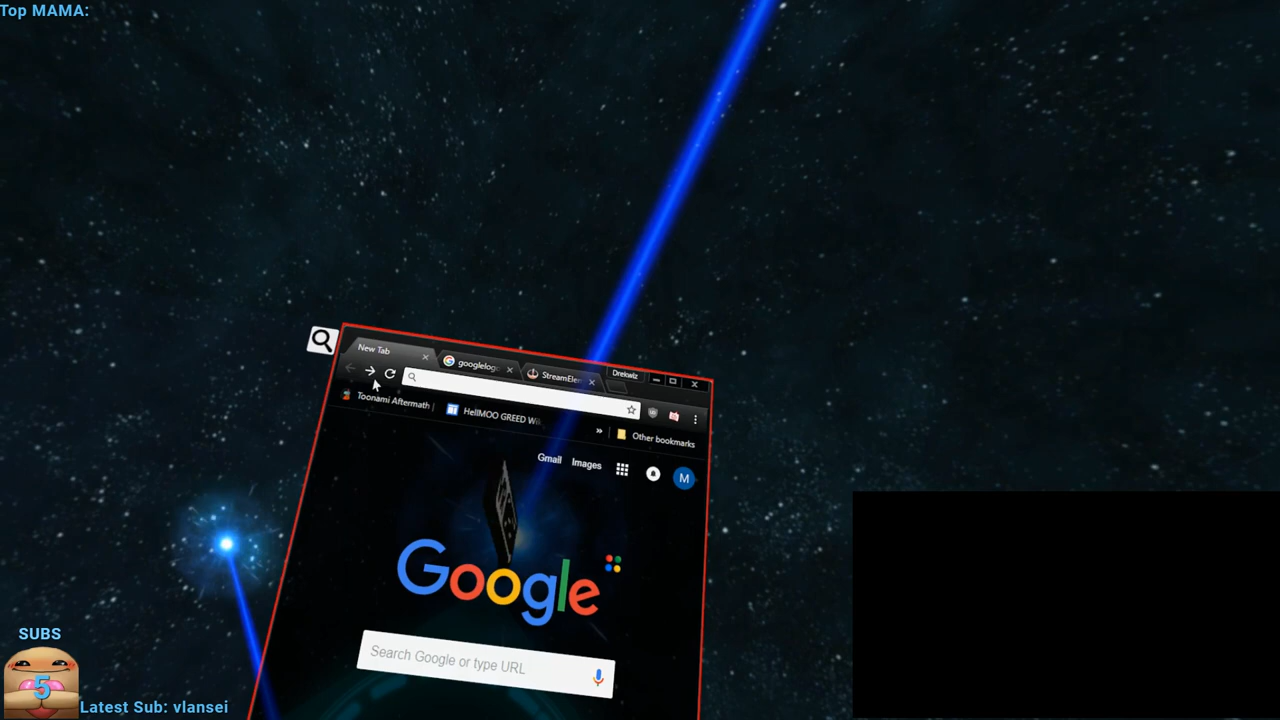 Top MAMA:
New Tab
googlelogo
StreamElem
Drekwiz
Toonami Aftermath
HellMOO GREED Wi
»
Other bookmarks
Gmail
Images
M
Google
Search Google or type URL
SUBS
5
Latest Sub: vlansei